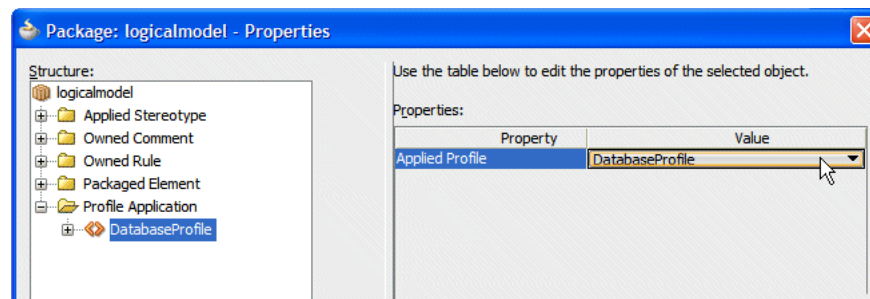 Package: logicalmodel - Properties
Structure:
logicalmodel
Applied Stereotype
Owned Comment
Owned Rule
Packaged Element
Profile Application
DatabaseProfile
Use the table below to edit the properties of the selected object.
Properties:
Property Value
Applied Profile DatabaseProfile